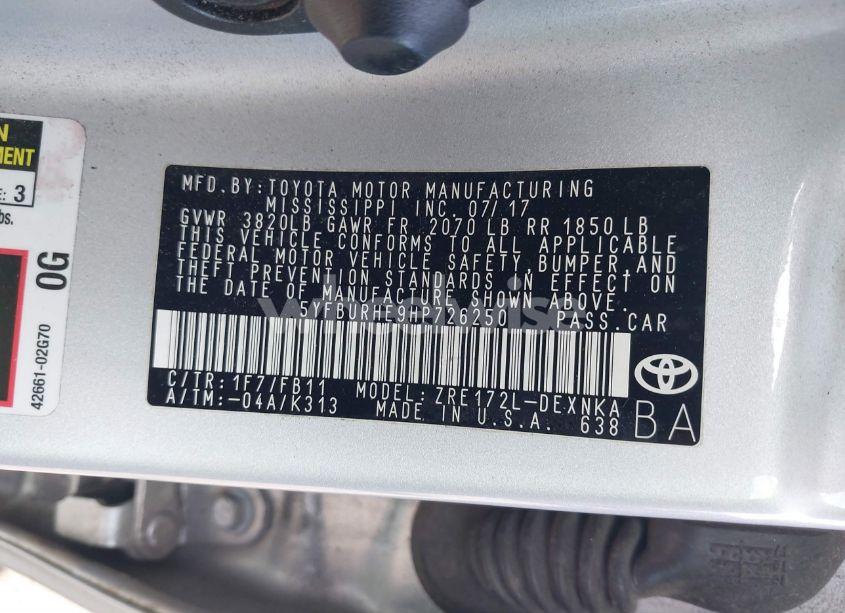 N
MENT
E: 3
bs.
0G
42661-02G70
MFD. BY: TOYOTA MOTOR MANUFACTURING
MISSISSIPPI INC. 07/17
GVWR 3820LB GAWR FR 2070 LB RR 1850 LB
THIS VEHICLE CONFORMS TO ALL APPLICABLE
FEDERAL MOTOR VEHICLE SAFETY, BUMPER, AND
THEFT PREVENTION STANDARDS IN EFFECT ON
THE DATE OF MANUFACTURE SHOWN ABOVE.
5YFBURHE9HP726250 PASS. CAR
C/TR: 1F7/FB11 MODEL: ZRE172L-DEXNKA
A/TM: -04A/K313 MADE IN U.S.A. 638
BA